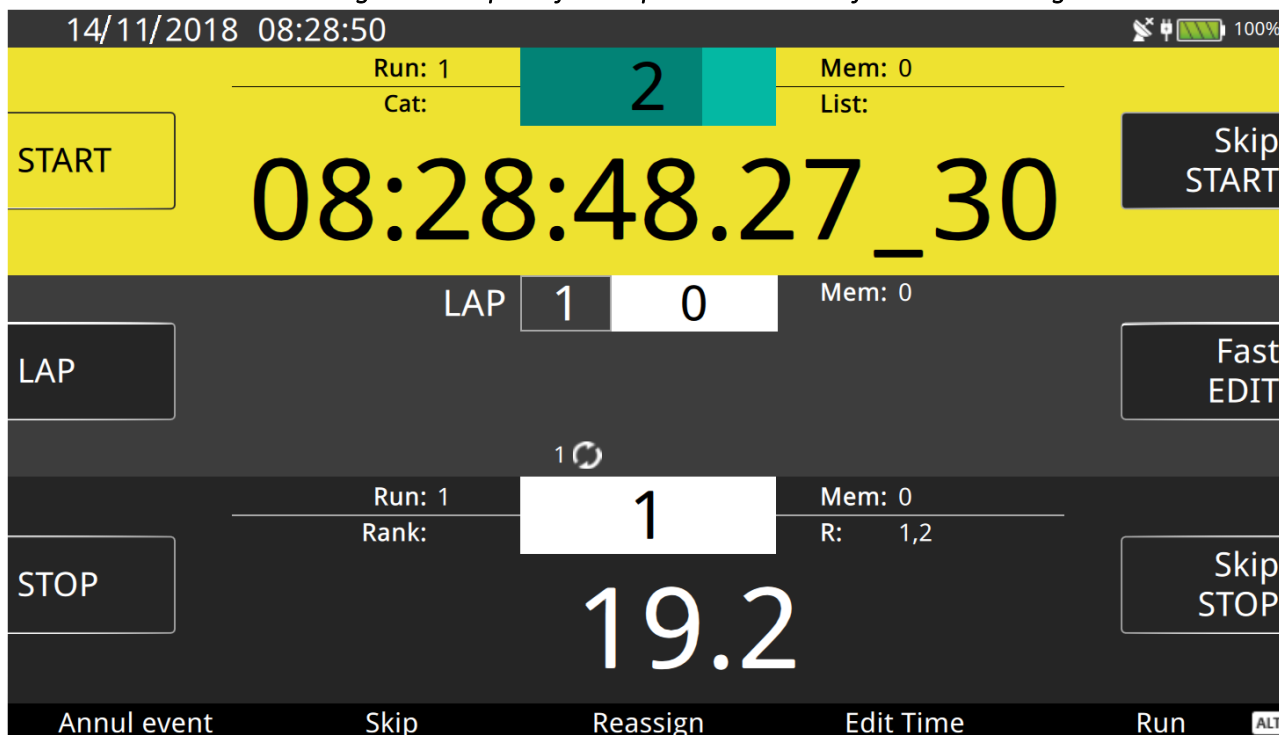 14/11/2018 08:28:50 100%
Run: 1 2 Mem: 0
Cat: List:
START 08:28:48.27_30 Skip START
LAP 1 0 Mem: 0
LAP Fast EDIT
1
Run: 1 1 Mem: 0
Rank: R: 1,2
STOP 19.2 Skip STOP
Annul event Skip Reassign Edit Time Run ALT